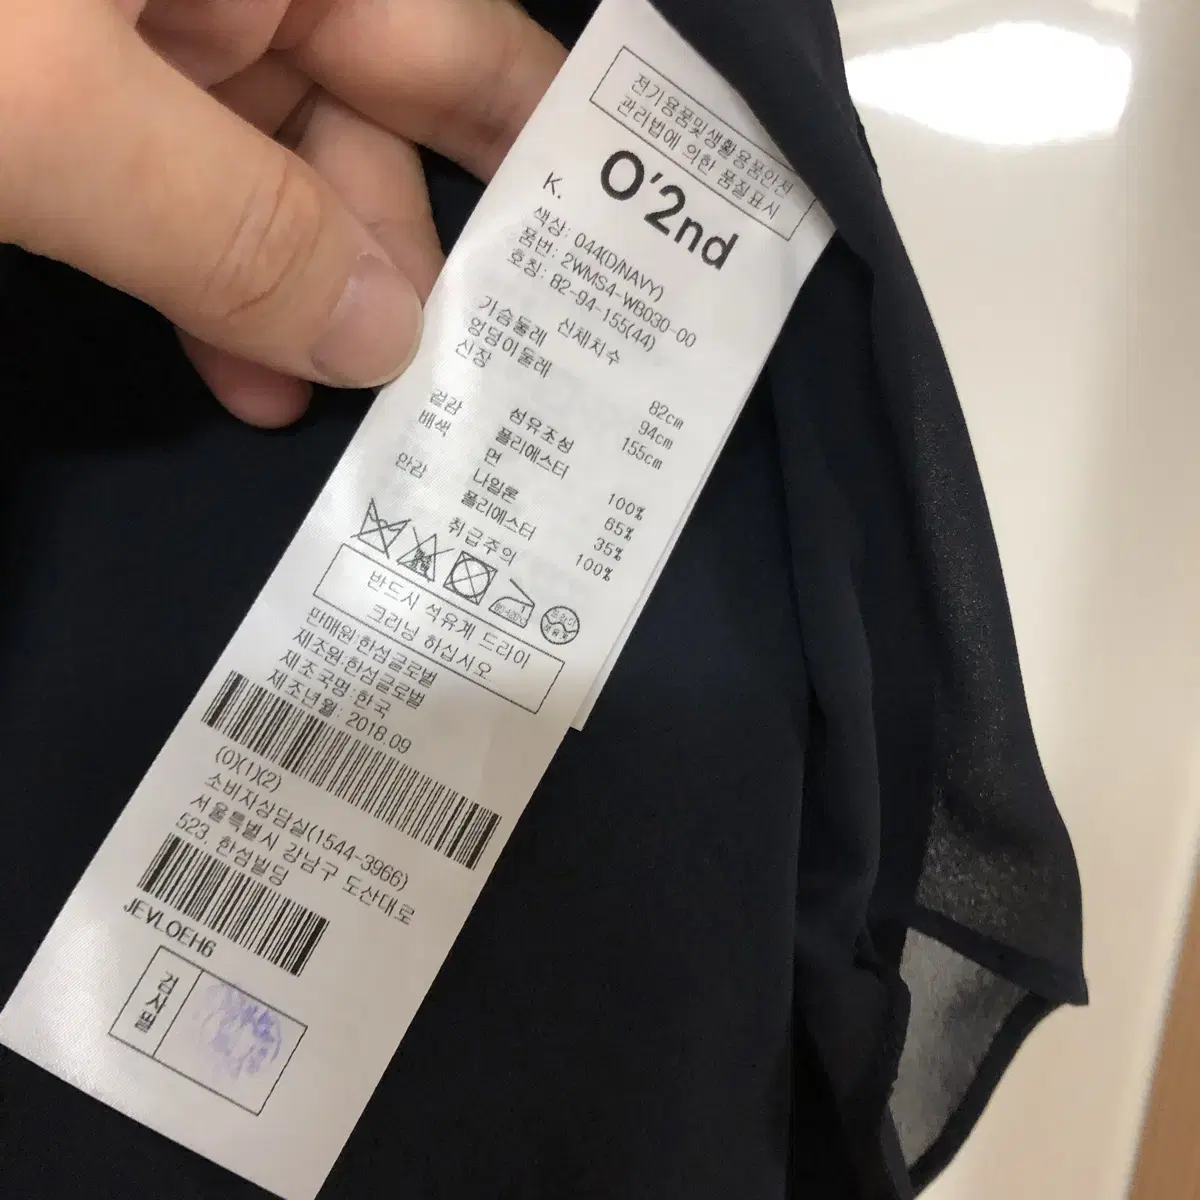 전기용품및생활용품안전
관리법에 의한 품질표시
K. O'2nd
색상: 044(D/NAVY)
품번: 2WMS4-WB030-00
호칭: 82-94-155(44)
신체치수
가슴둘레 82cm
엉덩이둘레 94cm
신장 155cm
섬유조성
겉감 폴리에스터 100%
배색 면 65%
나일론 35%
안감 폴리에스터 100%
취급주의
반드시 석유계 드라이
크리닝 하십시오
판매원:한섬글로벌
제조원:한섬글로벌
제조국명:한국
제조년월: 2018.09
(0)(1)(2)
소비자상담실(1544-3966)
서울특별시 강남구 도산대로
523, 한섬빌딩
JEVLOEH6
검사필